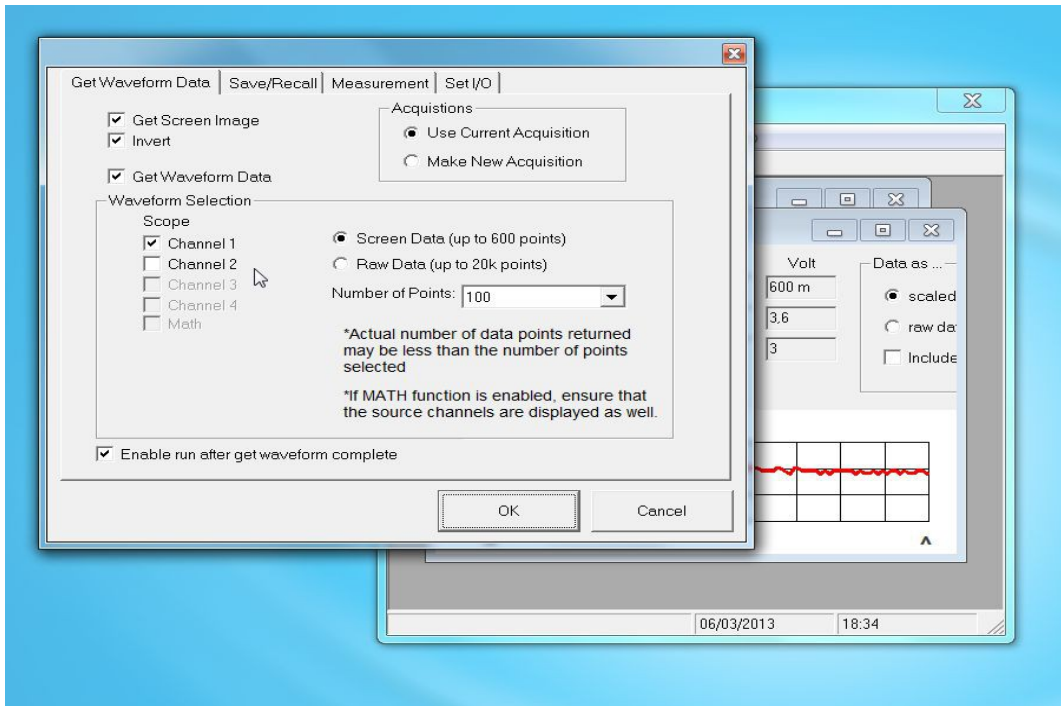 Get Waveform Data Save/Recall Measurement Set I/O
Get Screen Image
Invert
Get Waveform Data
Acquistions
Use Current Acquisition
Make New Acquisition
Waveform Selection
Scope
Channel 1
Channel 2
Channel 3
Channel 4
Math
Screen Data (up to 600 points)
Raw Data (up to 20k points)
Number of Points: 100
*Actual number of data points returned
may be less than the number of points
selected
*If MATH function is enabled, ensure that
the source channels are displayed as well.
Enable run after get waveform complete
OK Cancel
Volt
600 m
3,6
3
Data as ...
scaled
raw da
Include
06/03/2013 18:34